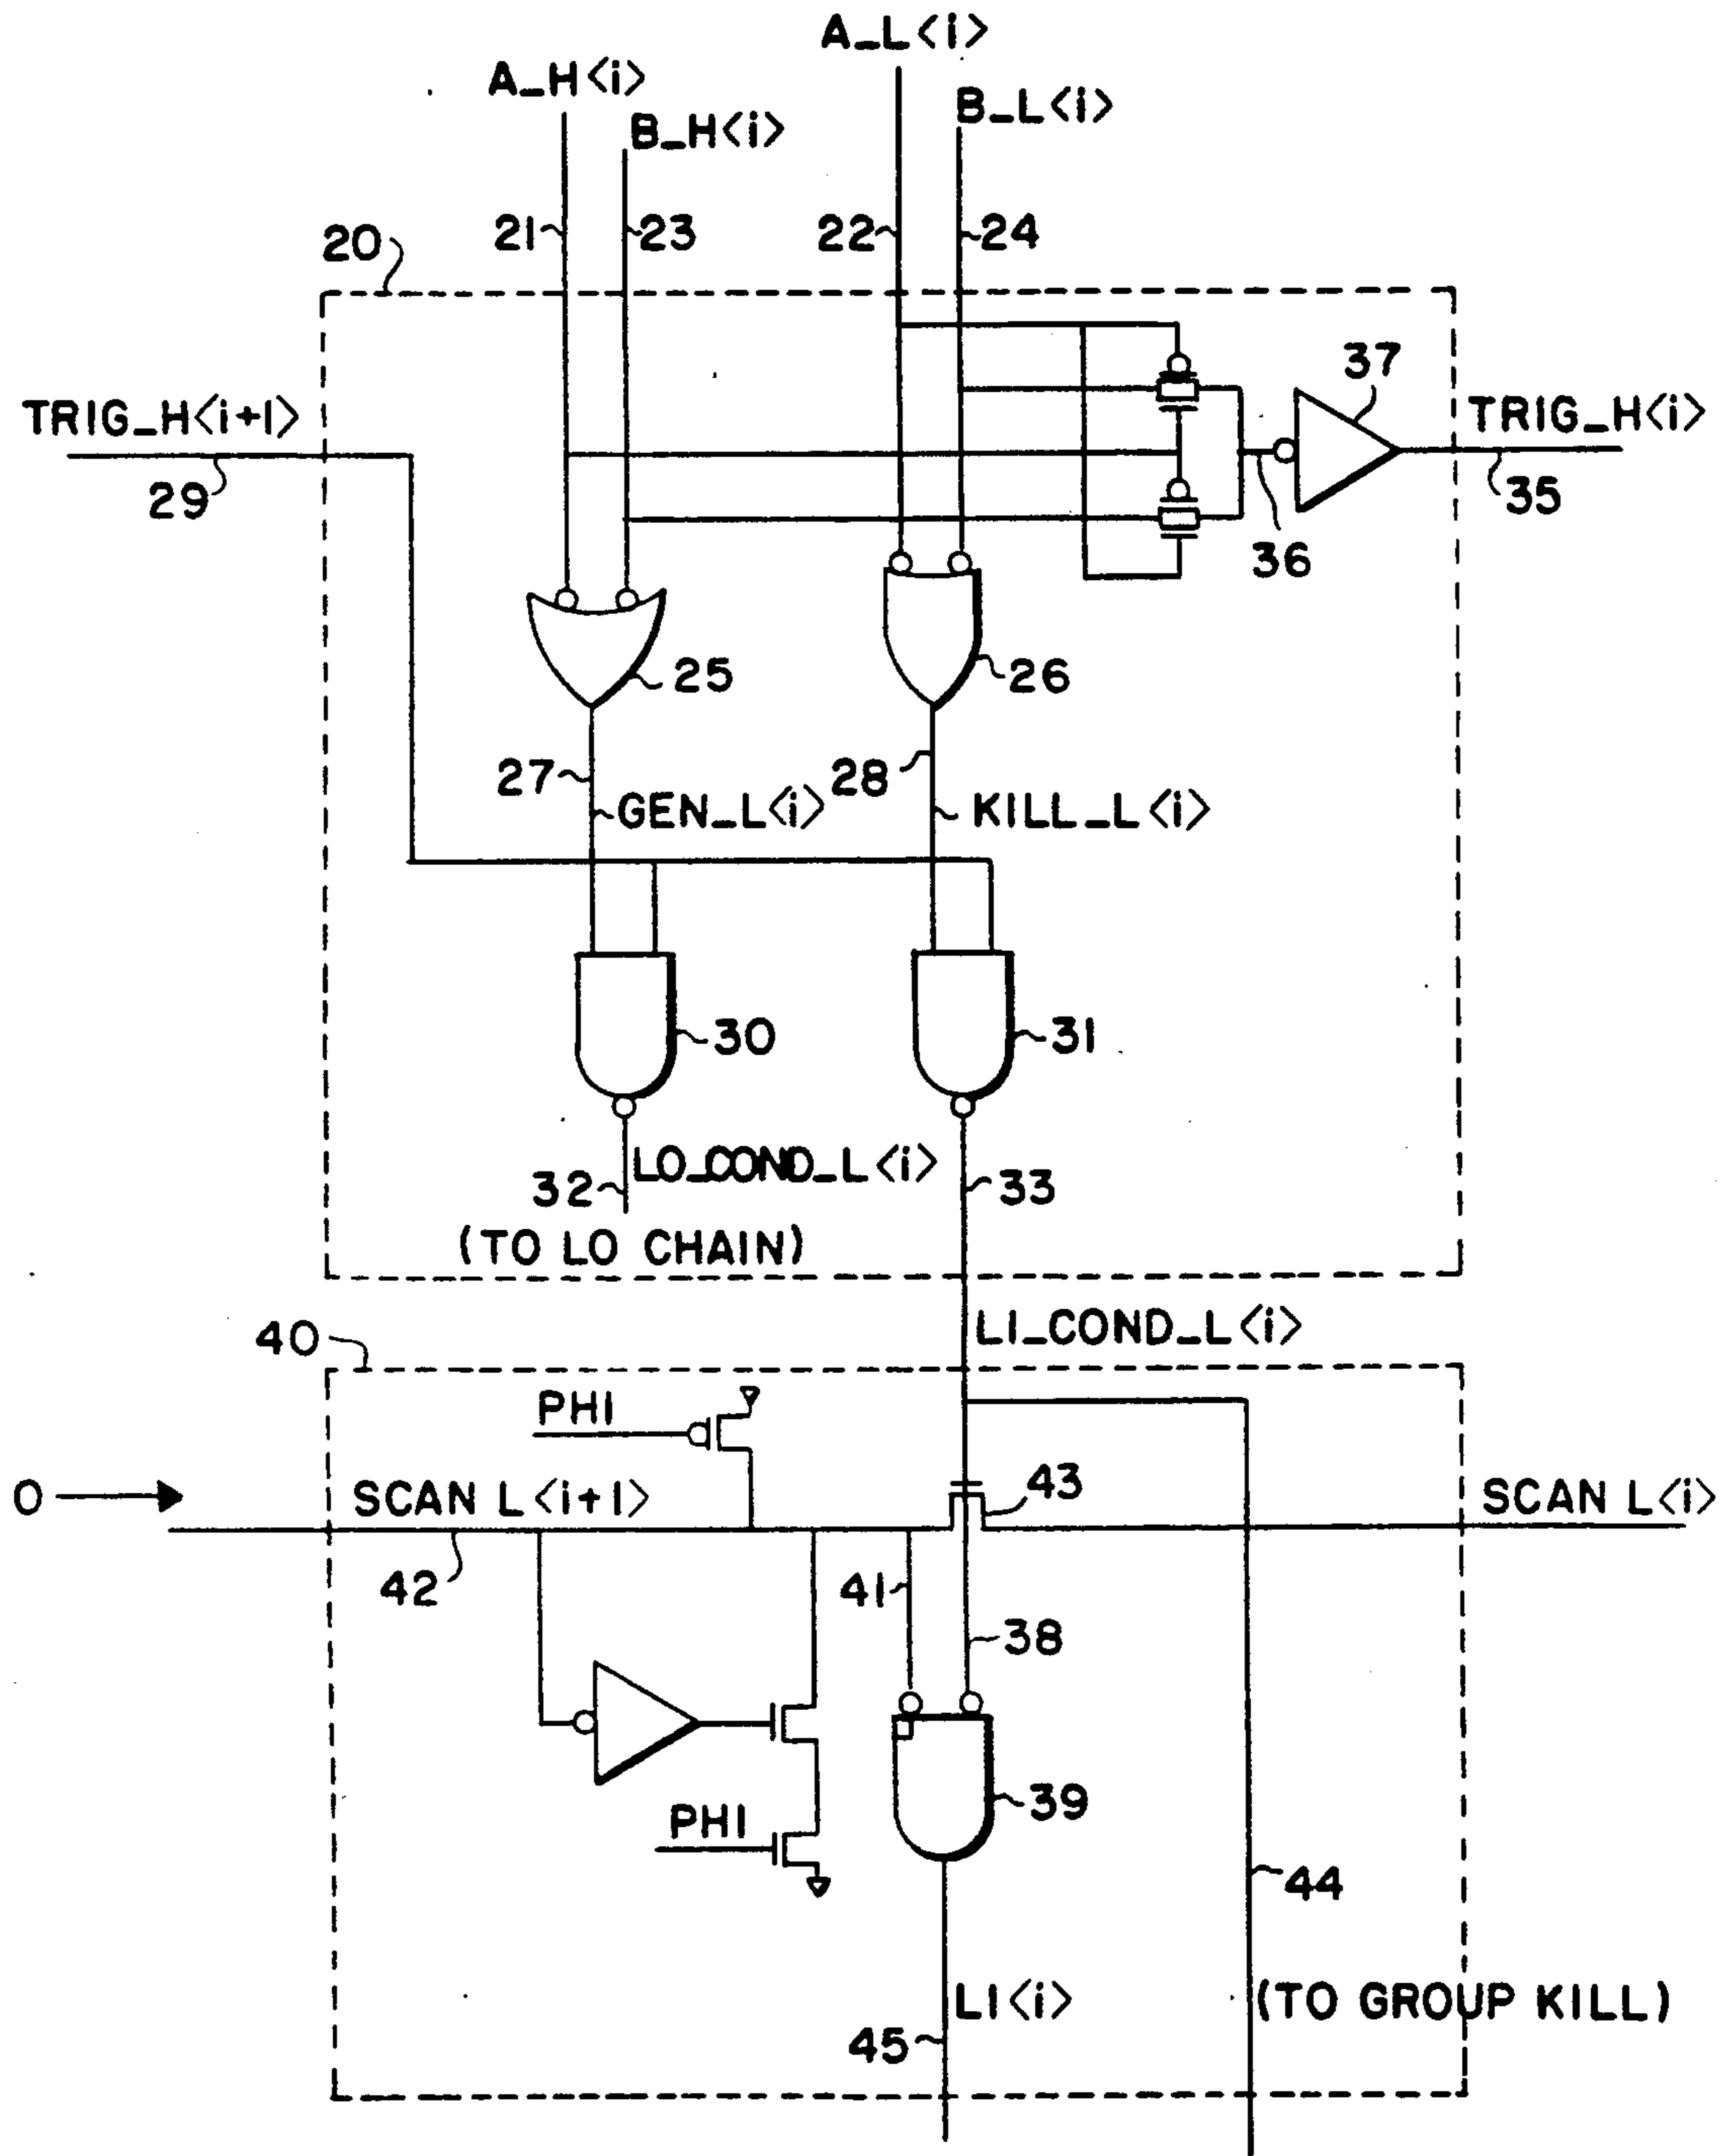 A_L<i>
A_H<i>
B_L<i>
B_H<i>
21
23
22
24
20
37
TRIG_H<i+1>
TRIG_H<i>
29
35
36
25
26
27
28
GEN_L<i>
KILL_L<i>
30
31
LO_COND_L<i>
32
33
(TO LO CHAIN)
LI_COND_L<i>
40
PHI
43
O
SCAN L<i+1>
SCAN L<i>
42
41
38
39
PHI
44
LI<i>
(TO GROUP KILL)
45